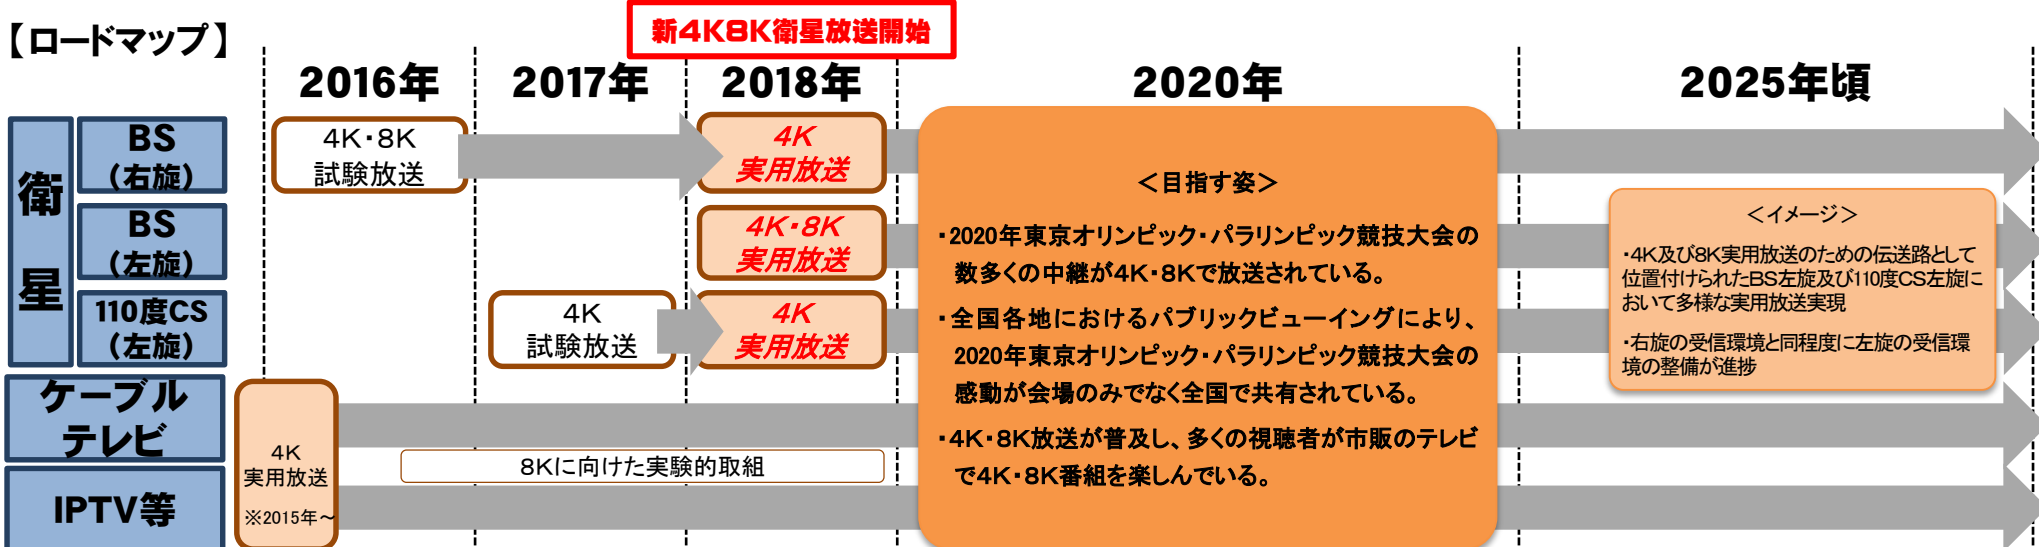 新4K8K衛星放送開始
【ロードマップ】
2016年
2017年
2018年
2020年
2025年頃
衛星
BS
(右旋)
4K・8K
試験放送
4K
実用放送
BS
(左旋)
4K・8K
実用放送
110度CS
(左旋)
4K
試験放送
4K
実用放送
ケーブル
テレビ
IPTV等
4K
実用放送
※2015年~
8Kに向けた実験的取組
<目指す姿>
・2020年東京オリンピック・パラリンピック競技大会の
数多くの中継が4K・8Kで放送されている。
・全国各地におけるパブリックビューイングにより、
2020年東京オリンピック・パラリンピック競技大会の
感動が会場のみでなく全国で共有されている。
・4K・8K放送が普及し、多くの視聴者が市販のテレビ
で4K・8K番組を楽しんでいる。
<イメージ>
・4K及び8K実用放送のための伝送路として
位置付けられたBS左旋及び110度CS左旋に
おいて多様な実用放送実現
・右旋の受信環境と同程度に左旋の受信環
境の整備が進捗